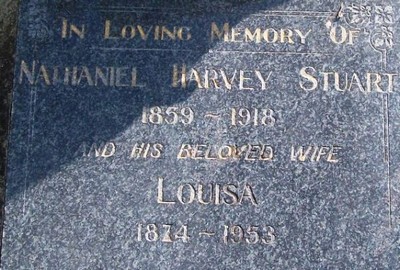 In Loving Memory Of
Nathaniel Harvey Stuart
1859 ~ 1918
AND HIS BELOVED WIFE
Louisa
1874 ~ 1953